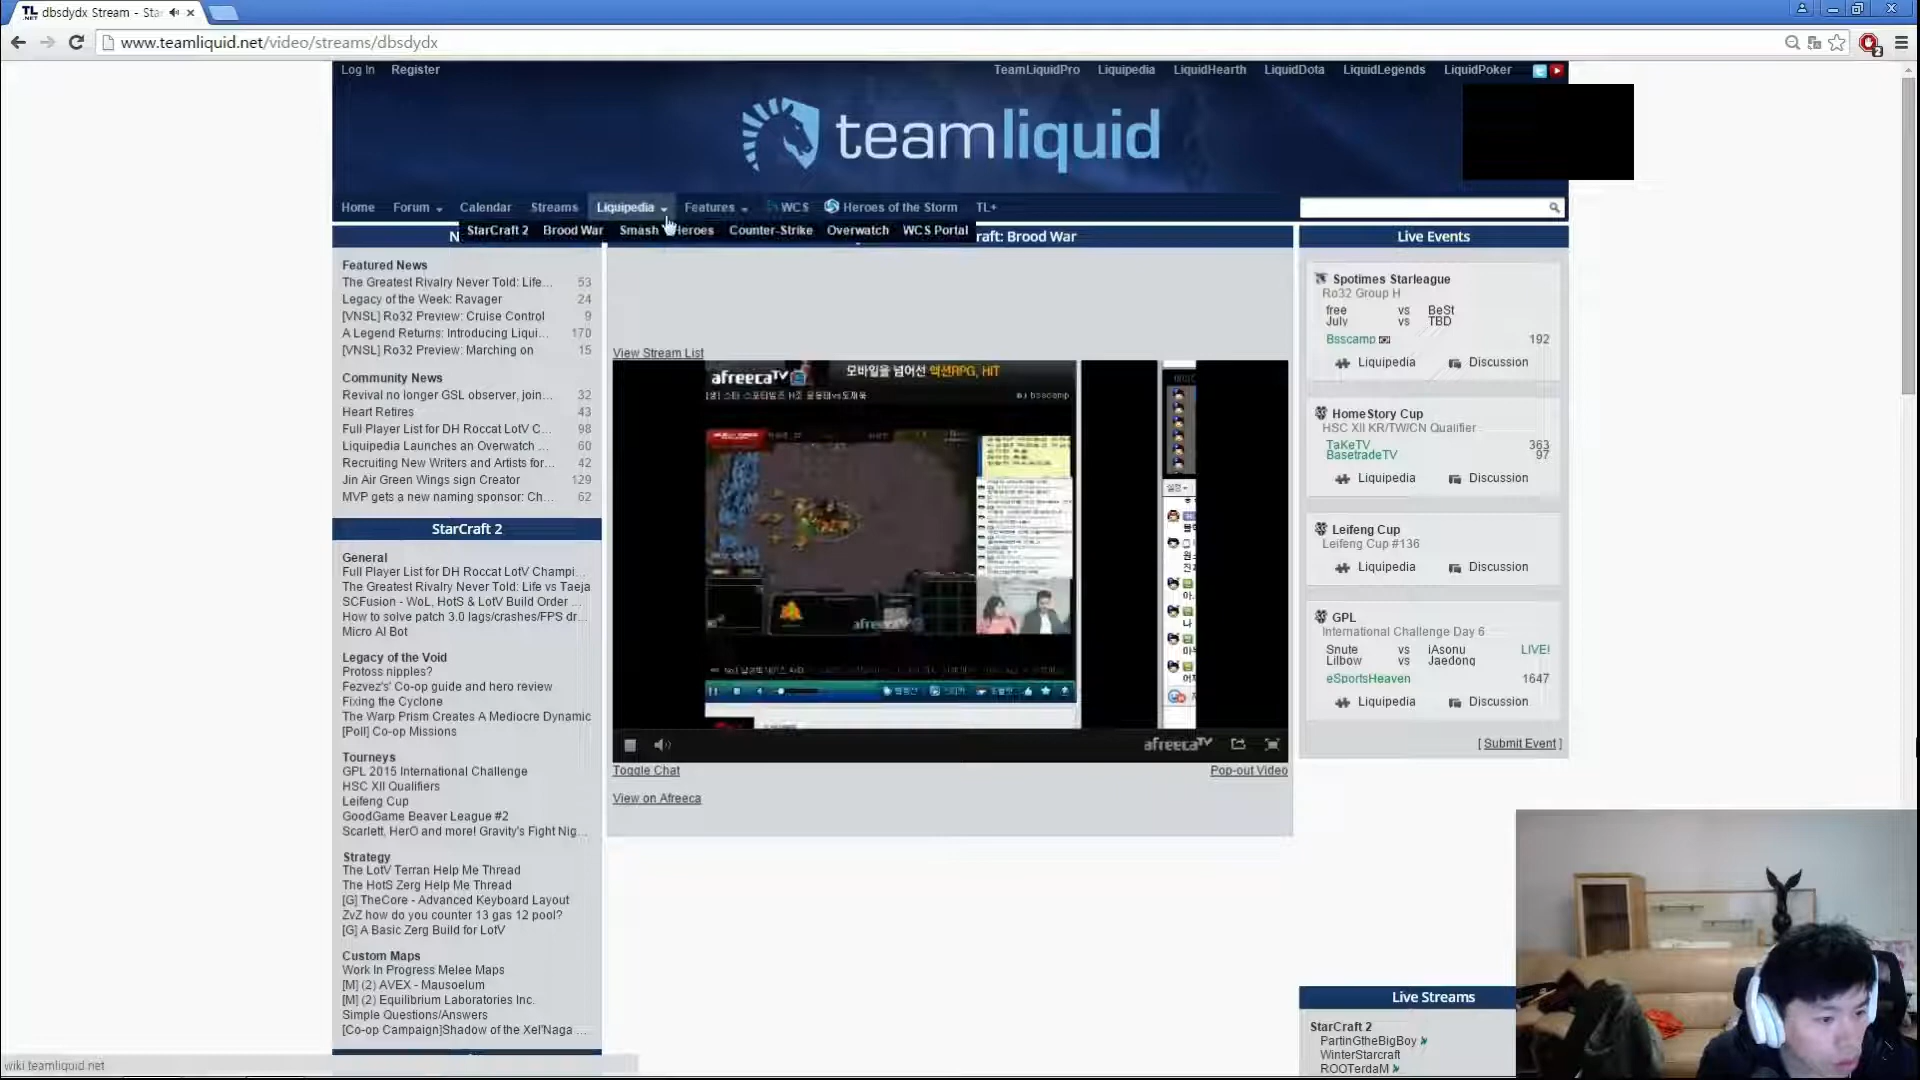 TL
.NET
dbsdydx Stream - Sta
www.teamliquid.net/video/streams/dbsdydx
Log In
Register
TeamLiquidPro
Liquipedia
LiquidHearth
LiquidDota
LiquidLegends
LiquidPoker
teamliquid
Home
Forum
Calendar
Streams
Liquipedia
Features
WCS
Heroes of the Storm
TL+
StarCraft 2
Brood War
Smash
Heroes
Counter-Strike
Overwatch
WCS Portal
N
raft: Brood War
Featured News
The Greatest Rivalry Never Told: Life... 53
Legacy of the Week: Ravager 24
[VNSL] Ro32 Preview: Cruise Control 9
A Legend Returns: Introducing Liqui... 170
[VNSL] Ro32 Preview: Marching on 15
Community News
Revival no longer GSL observer, join... 32
Heart Retires 43
Full Player List for DH Roccat LotV C... 98
Liquipedia Launches an Overwatch ... 60
Recruiting New Writers and Artists for... 42
Jin Air Green Wings sign Creator 129
MVP gets a new naming sponsor: Ch... 62
StarCraft 2
General
Full Player List for DH Roccat LotV Champi...
The Greatest Rivalry Never Told: Life vs Taeja
SCFusion - WoL, HotS & LotV Build Order ...
How to solve patch 3.0 lags/crashes/FPS dr...
Micro AI Bot
Legacy of the Void
Protoss nipples?
Fezvez's' Co-op guide and hero review
Fixing the Cyclone
The Warp Prism Creates A Mediocre Dynamic
[Poll] Co-op Missions
Tourneys
GPL 2015 International Challenge
HSC XII Qualifiers
Leifeng Cup
GoodGame Beaver League #2
Scarlett, HerO and more! Gravity's Fight Nig...
Strategy
The LotV Terran Help Me Thread
The HotS Zerg Help Me Thread
[G] TheCore - Advanced Keyboard Layout
ZvZ how do you counter 13 gas 12 pool?
[G] A Basic Zerg Build for LotV
Custom Maps
Work In Progress Melee Maps
[M] (2) AVEX - Mausoelum
[M] (2) Equilibrium Laboratories Inc.
Simple Questions/Answers
[Co-op Campaign]Shadow of the Xel'Naga ...
wiki.teamliquid.net
View Stream List
afreecaTV
모바일을 넘어선 액션RPG, HIT
bsscamp
afreecaTV
Toggle Chat
Pop-out Video
View on Afreeca
Live Events
Spotimes Starleague
Ro32 Group H
free vs BeSt
July vs TBD
Bsscamp 192
Liquipedia Discussion
HomeStory Cup
HSC XII KR/TW/CN Qualifier
TaKeTV 363
BasetradeTV 97
Liquipedia Discussion
Leifeng Cup
Leifeng Cup #136
Liquipedia Discussion
GPL
International Challenge Day 6
Snute vs iAsonu LIVE!
Lilbow vs Jaedong
eSportsHeaven 1647
Liquipedia Discussion
[ Submit Event ]
Live Streams
StarCraft 2
PartinGtheBigBoy
WinterStarcraft
ROOTerdaM